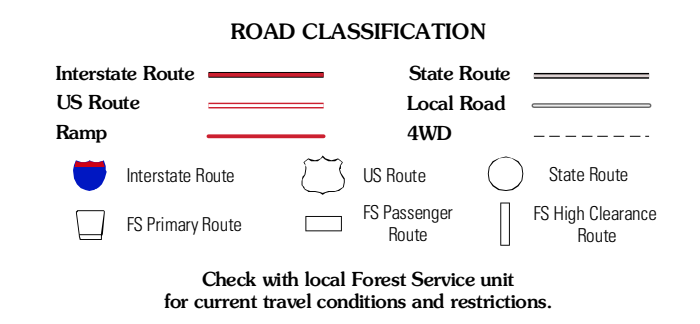 ROAD CLASSIFICATION
Interstate Route
State Route
US Route
Local Road
Ramp
4WD
Interstate Route
US Route
State Route
FS Primary Route
FS Passenger
Route
FS High Clearance
Route
Check with local Forest Service unit
for current travel conditions and restrictions.